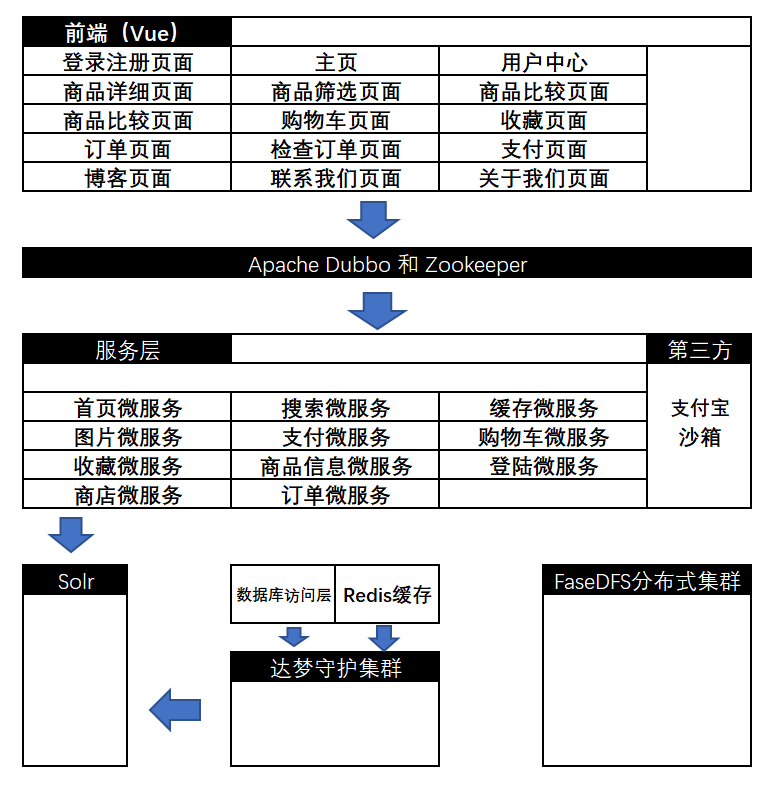 前端（Vue）
登录注册页面 主页 用户中心
商品详细页面 商品筛选页面 商品比较页面
商品比较页面 购物车页面 收藏页面
订单页面 检查订单页面 支付页面
博客页面 联系我们页面 关于我们页面
Apache Dubbo 和 Zookeeper
服务层 第三方
首页微服务 搜索微服务 缓存微服务 支付宝
图片微服务 支付微服务 购物车微服务 沙箱
收藏微服务 商品信息微服务 登陆微服务
商店微服务 订单微服务
Solr FaseDFS分布式集群
数据库访问层 Redis缓存
达梦守护集群